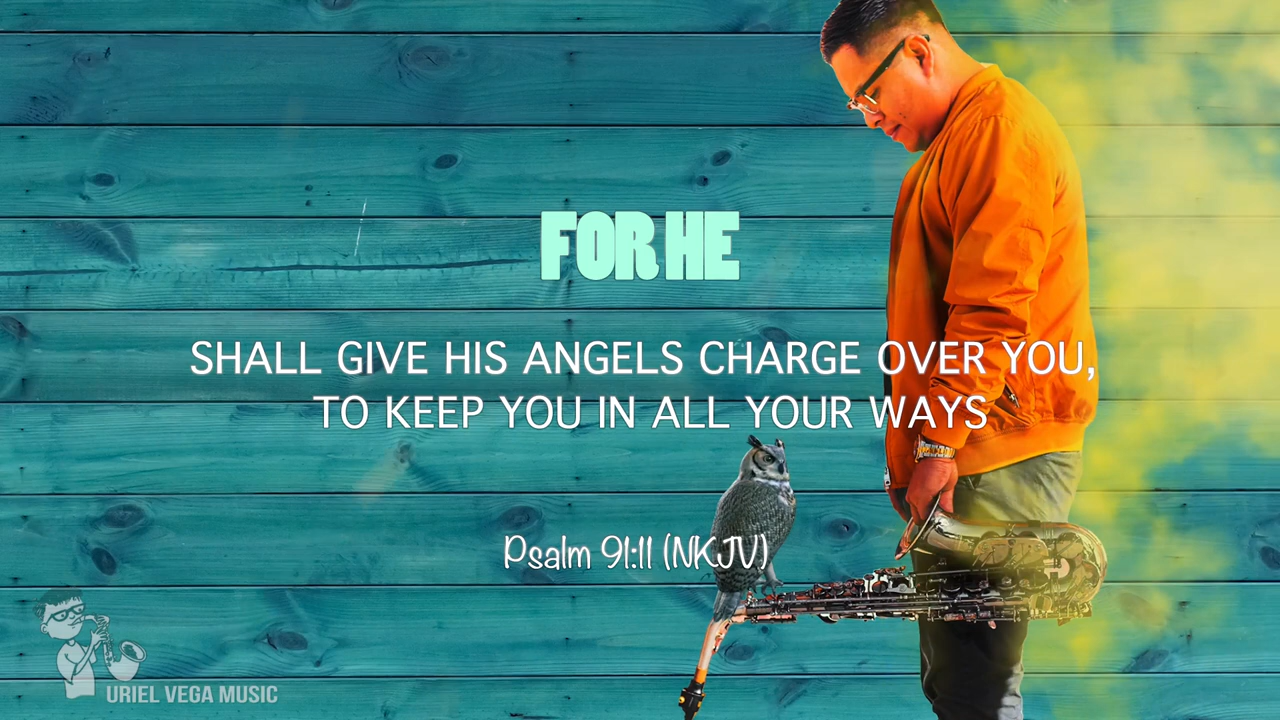 FOR HE
SHALL GIVE HIS ANGELS CHARGE OVER YOU,
TO KEEP YOU IN ALL YOUR WAYS
Psalm 91:11 (NKJV)
URIEL VEGA MUSIC